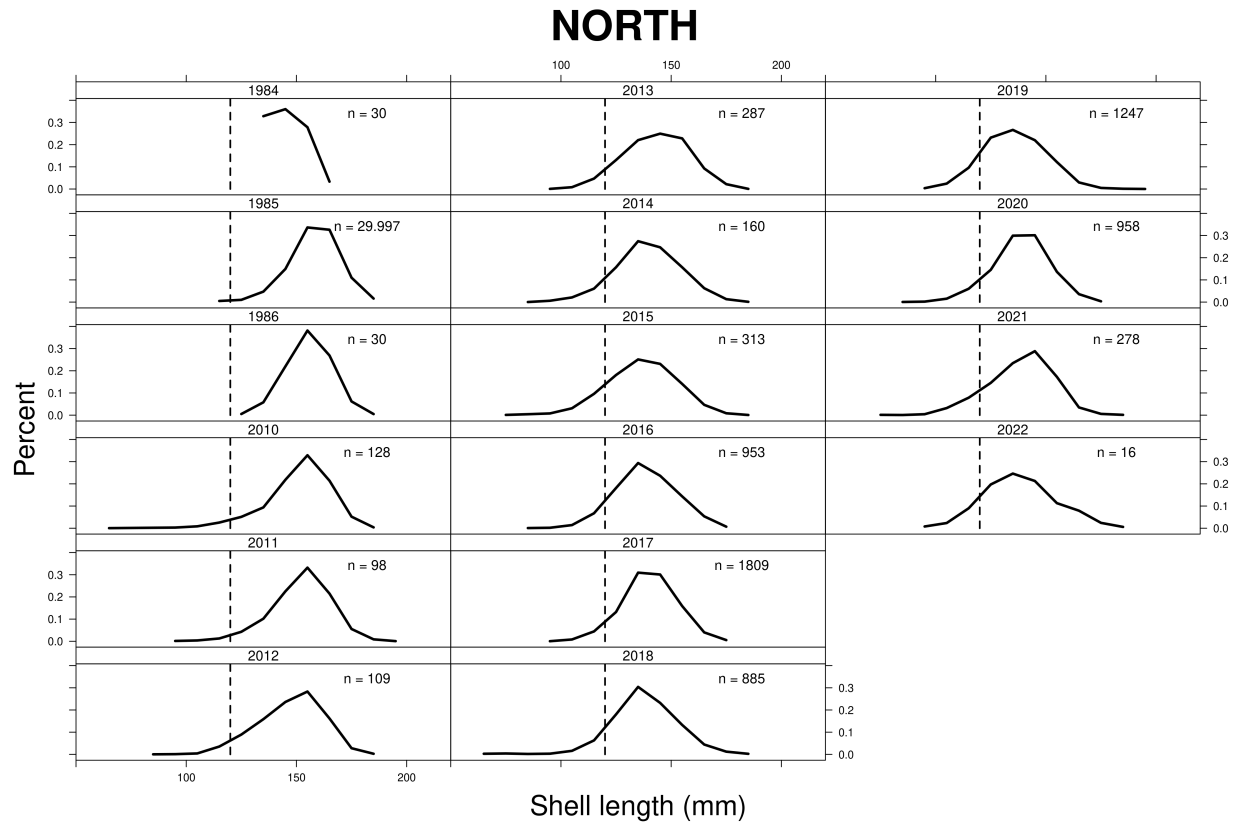 NORTH
100 150 200
1984 2013 2019
n = 30 n = 287 n = 1247
0.3
0.2
0.1
0.0
1985 2014 2020
n = 29.997 n = 160 n = 958
0.3
0.2
0.1
0.0
1986 2015 2021
n = 30 n = 313 n = 278
0.3
0.2
0.1
0.0
2010 2016 2022
n = 128 n = 953 n = 16
0.3
0.2
0.1
0.0
2011 2017
n = 98 n = 1809
0.3
0.2
0.1
0.0
2012 2018
n = 109 n = 885
0.3
0.2
0.1
0.0
100 150 200
Percent
Shell length (mm)